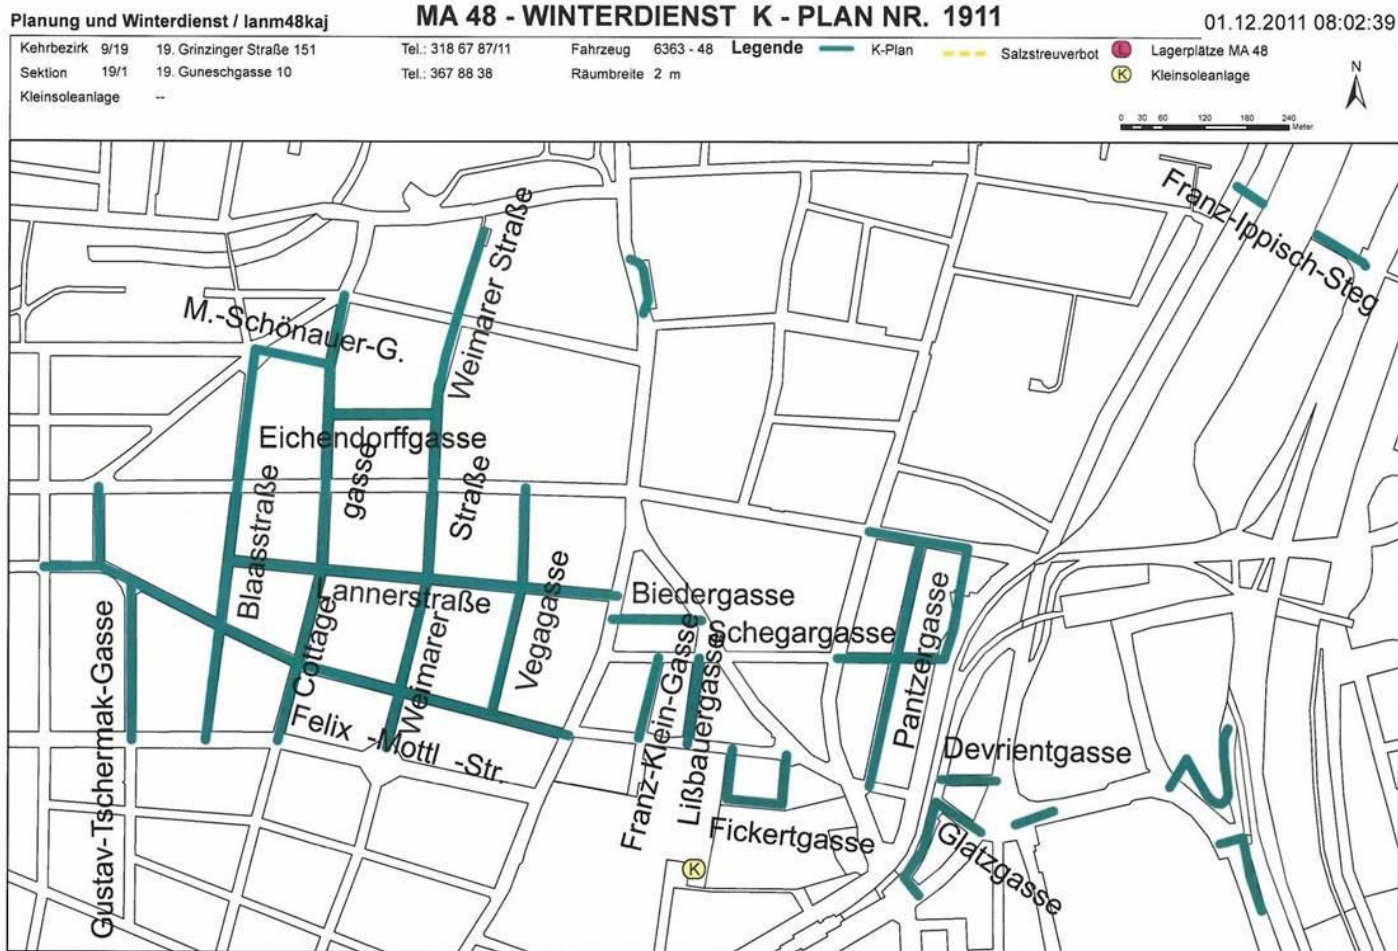 Planung und Winterdienst / lanm48kaj
MA 48 - WINTERDIENST K - PLAN NR. 1911
01.12.2011 08:02:39
Kehrbezirk 9/19 19. Grinzinger Straße 151 Tel.: 318 67 87/11 Fahrzeug 6363 - 48 Legende K-Plan Salzstreuverbot L Lagerplätze MA 48
Sektion 19/1 19. Guneschgasse 10 Tel.: 367 88 38 Räumbreite 2 m K Kleinsoleanlage
Kleinsoleanlage --
N
0 30 60 120 180 240 Meter
Franz-Ippisch-Steg
Weimarer Straße
M.-Schönauer-G.
Eichendorffgasse
gasse
Straße
Blaasstraße
Vegagasse
Lannerstraße
Biedergasse
Schegargasse
Cottage
Weimarer
Pantzergasse
Gustav-Tschermak-Gasse
Franz-Klein-Gasse
Lißbauergasse
Felix -Mottl -Str.
Devrientgasse
Fickertgasse
Glatzgasse
K